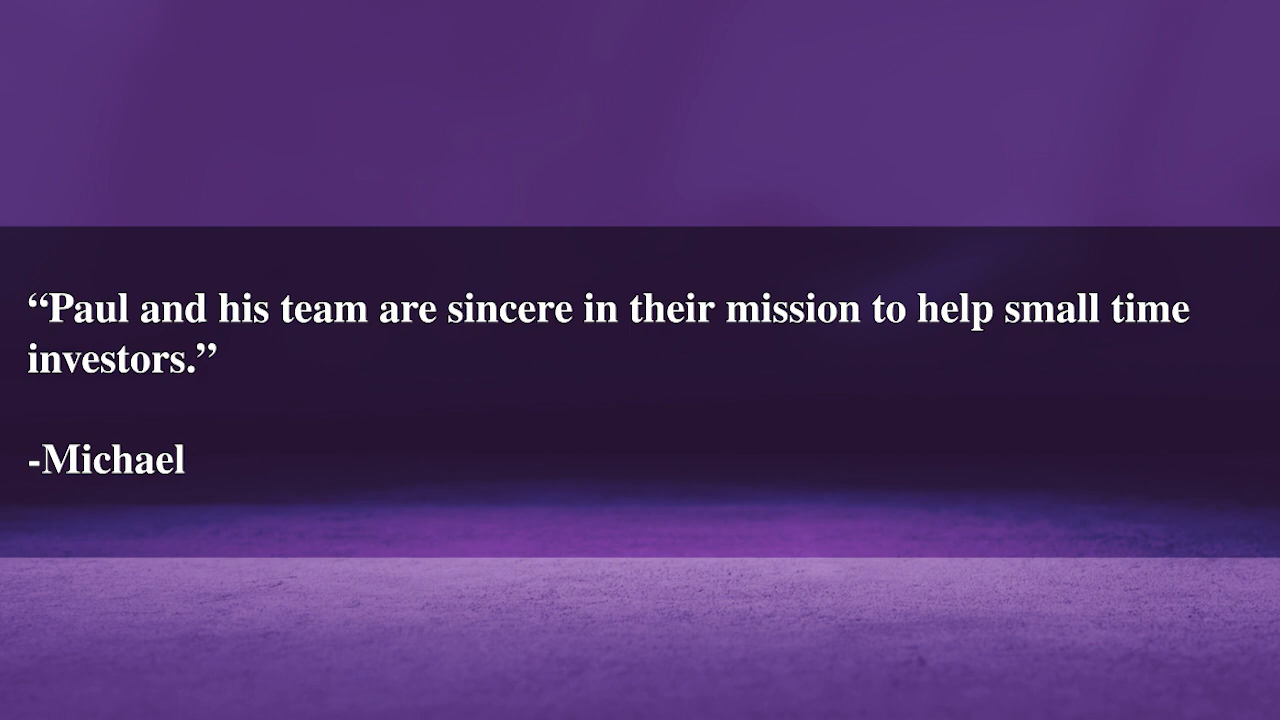 “Paul and his team are sincere in their mission to help small time
investors.”
-Michael